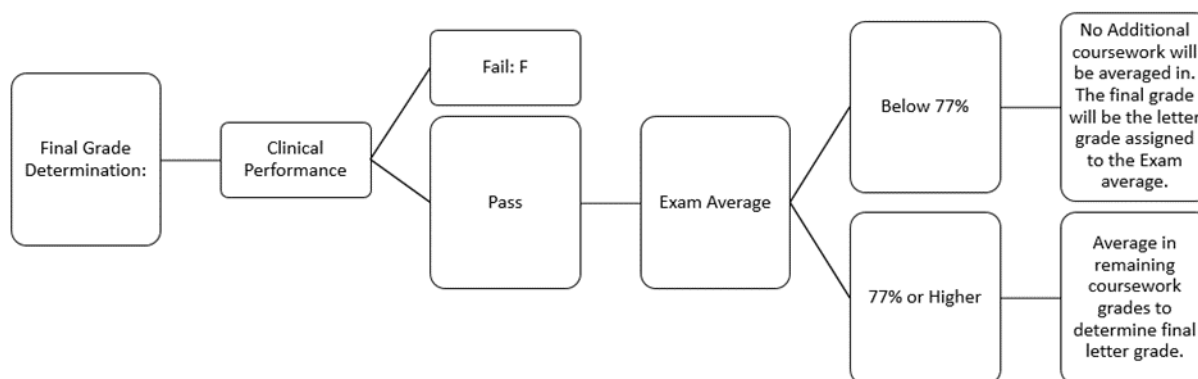 Final Grade
Determination:
Clinical
Performance
Fail: F
Pass
Exam Average
Below 77%
No Additional
coursework will
be averaged in.
The final grade
will be the letter
grade assigned
to the Exam
average.
77% or Higher
Average in
remaining
coursework
grades to
determine final
letter grade.